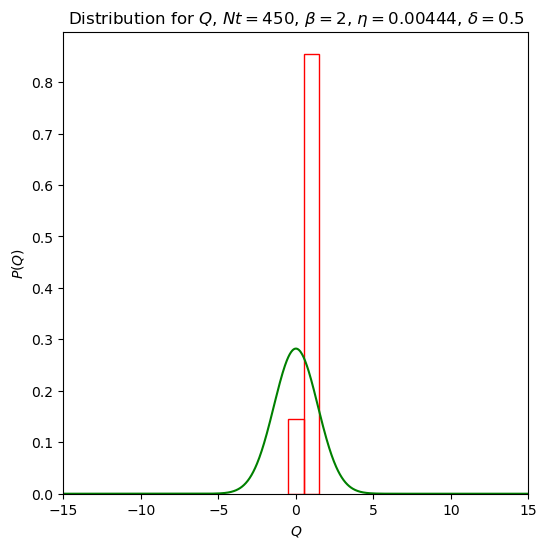 Distribution for Q, Nt = 450, β = 2, η = 0.00444, δ = 0.5
0.8
0.7
0.6
0.5
0.4
0.3
0.2
0.1
0.0
P(Q)
−15 −10 −5 0 5 10 15
Q